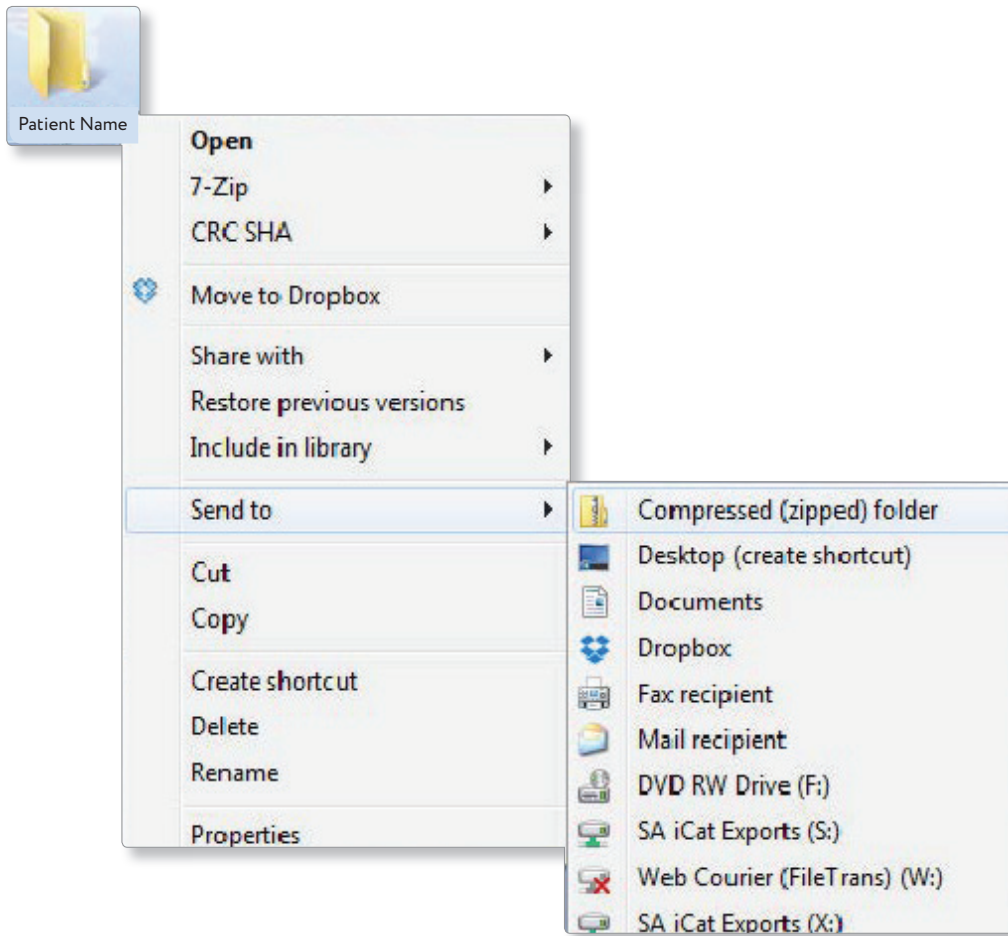 Patient Name
Open
7-Zip
CRC SHA
Move to Dropbox
Share with
Restore previous versions
Include in library
Send to
Cut
Copy
Create shortcut
Delete
Rename
Properties
Compressed (zipped) folder
Desktop (create shortcut)
Documents
Dropbox
Fax recipient
Mail recipient
DVD RW Drive (F:)
SA iCat Exports (S:)
Web Courier (FileTrans) (W:)
SA iCat Exports (X:)